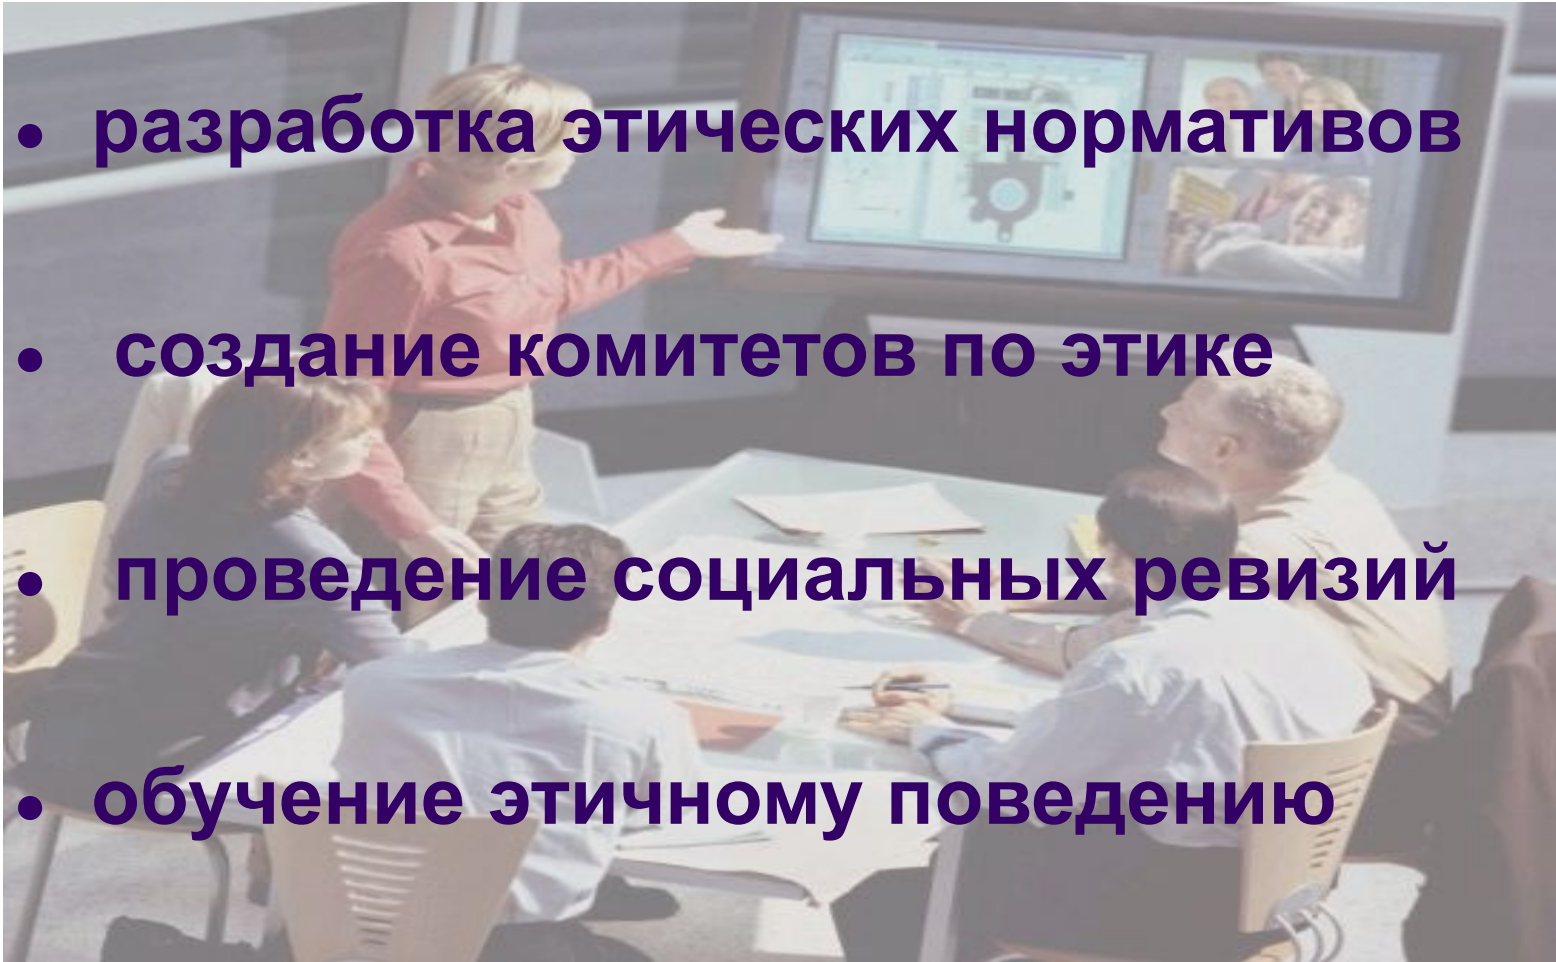 • разработка этических нормативов
• создание комитетов по этике
• проведение социальных ревизий
• обучение этичному поведению